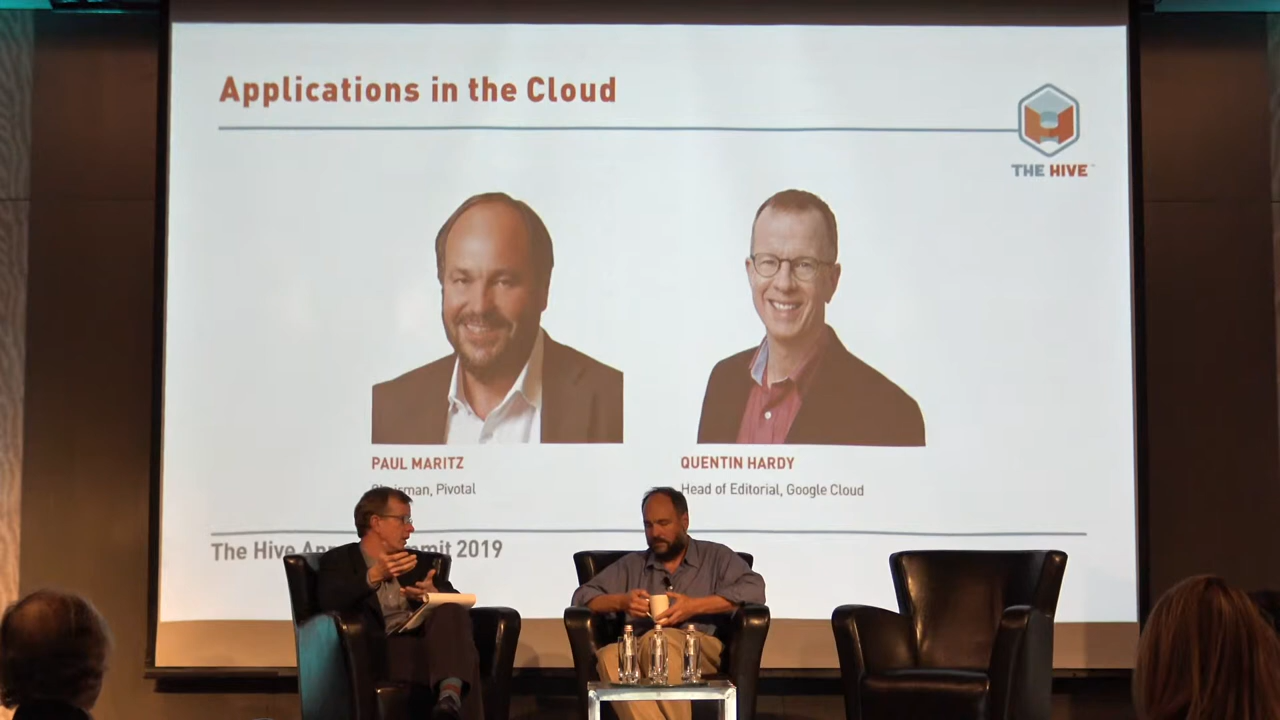 Applications in the Cloud
THE HIVE
PAUL MARITZ
QUENTIN HARDY
Chairman, Pivotal
Head of Editorial, Google Cloud
The Hive 2019